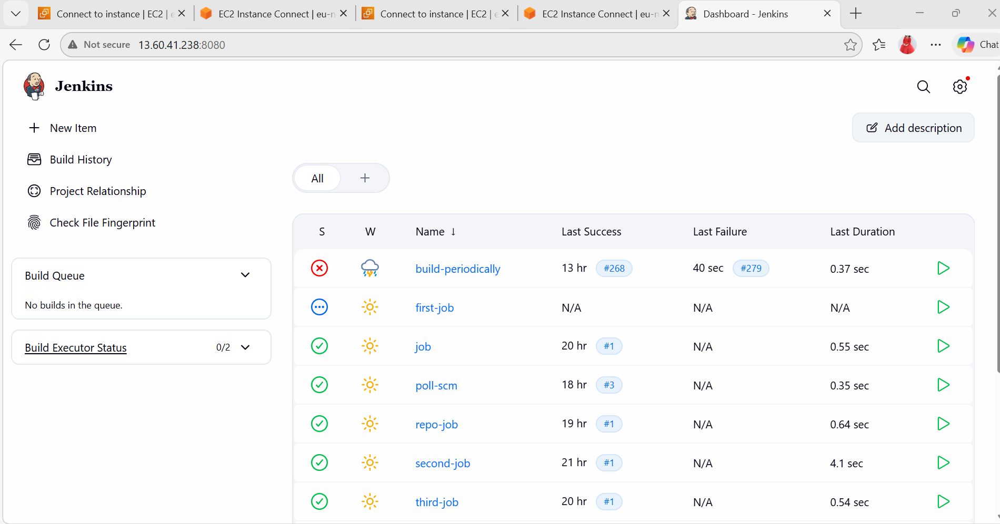 Connect to instance | EC2 | e
EC2 Instance Connect | eu-n
Connect to instance | EC2 | e
EC2 Instance Connect | eu-n
Dashboard - Jenkins
Not secure 13.60.41.238:8080
Chat
Jenkins
New Item
Add description
Build History
All
Project Relationship
Check File Fingerprint
S W Name ↓ Last Success Last Failure Last Duration
build-periodically 13 hr #268 40 sec #279 0.37 sec
Build Queue
No builds in the queue.
first-job N/A N/A N/A
Build Executor Status 0/2
job 20 hr #1 N/A 0.55 sec
poll-scm 18 hr #3 N/A 0.35 sec
repo-job 19 hr #1 N/A 0.64 sec
second-job 21 hr #1 N/A 4.1 sec
third-job 20 hr #1 N/A 0.54 sec